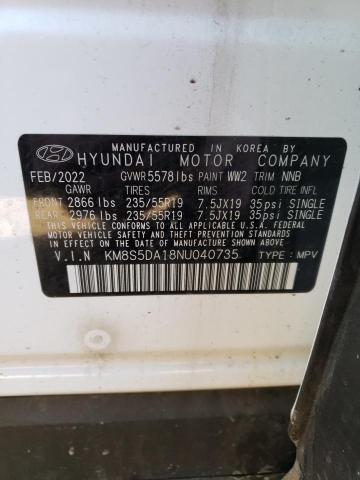 MANUFACTURED IN KOREA BY
HYUNDAI MOTOR COMPANY
FEB/2022 GVWR 5578 lbs PAINT WW2 TRIM NNB
GAWR TIRES RIMS COLD TIRE INFL
FRONT 2866 lbs 235/55R19 7.5JX19 35psi SINGLE
REAR 2976 lbs 235/55R19 7.5JX19 35psi SINGLE
THIS VEHICLE CONFORMS TO ALL APPLICABLE U.S.A. FEDERAL
MOTOR VEHICLE SAFETY AND THEFT PREVENTION
STANDARDS IN EFFECT ON THE DATE OF MANUFACTURE SHOWN ABOVE.
V.I.N KM8S5DA18NU040735 TYPE: MPV